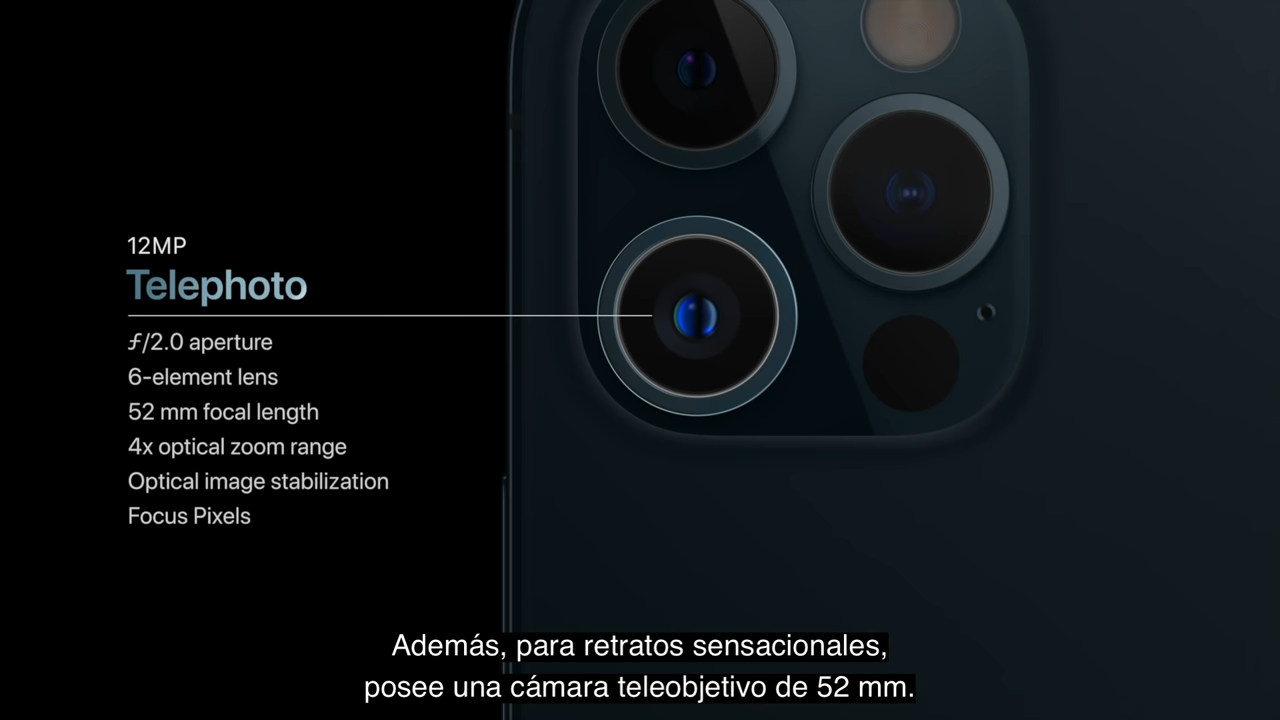 12MP
Telephoto
ƒ/2.0 aperture
6-element lens
52 mm focal length
4x optical zoom range
Optical image stabilization
Focus Pixels
Además, para retratos sensacionales,
posee una cámara teleobjetivo de 52 mm.